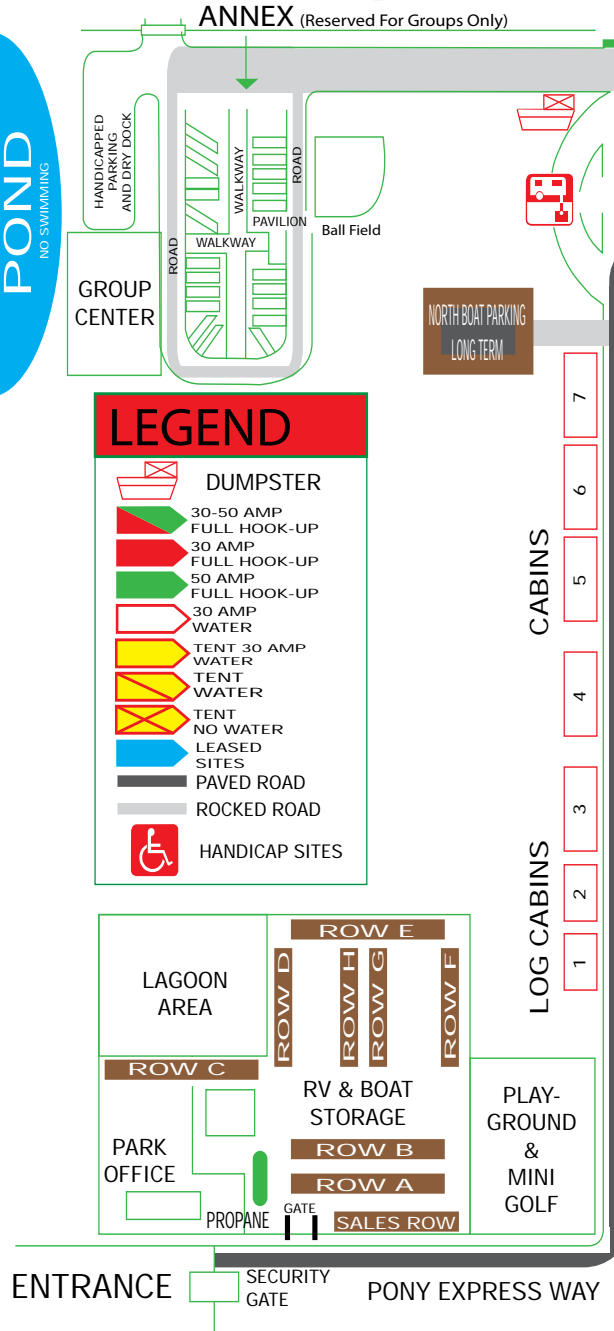 ANNEX (Reserved For Groups Only)
POND
NO SWIMMING
HANDICAPPED
PARKING
AND DRY DOCK
WALKWAY
ROAD
ROAD
PAVILION
WALKWAY
Ball Field
GROUP
CENTER
NORTH BOAT PARKING
LONG TERM
LEGEND
DUMPSTER
30-50 AMP
FULL HOOK-UP
30 AMP
FULL HOOK-UP
50 AMP
FULL HOOK-UP
30 AMP
WATER
TENT 30 AMP
WATER
TENT
WATER
TENT
NO WATER
LEASED
SITES
PAVED ROAD
ROCKED ROAD
HANDICAP SITES
7
6
5
4
CABINS
3
2
1
LOG CABINS
LAGOON
AREA
ROW E
ROW D
ROW H
ROW G
ROW F
ROW C
RV & BOAT
STORAGE
ROW B
ROW A
SALES ROW
PARK
OFFICE
PROPANE
GATE
PLAY-
GROUND
&
MINI
GOLF
ENTRANCE
SECURITY
GATE
PONY EXPRESS WAY